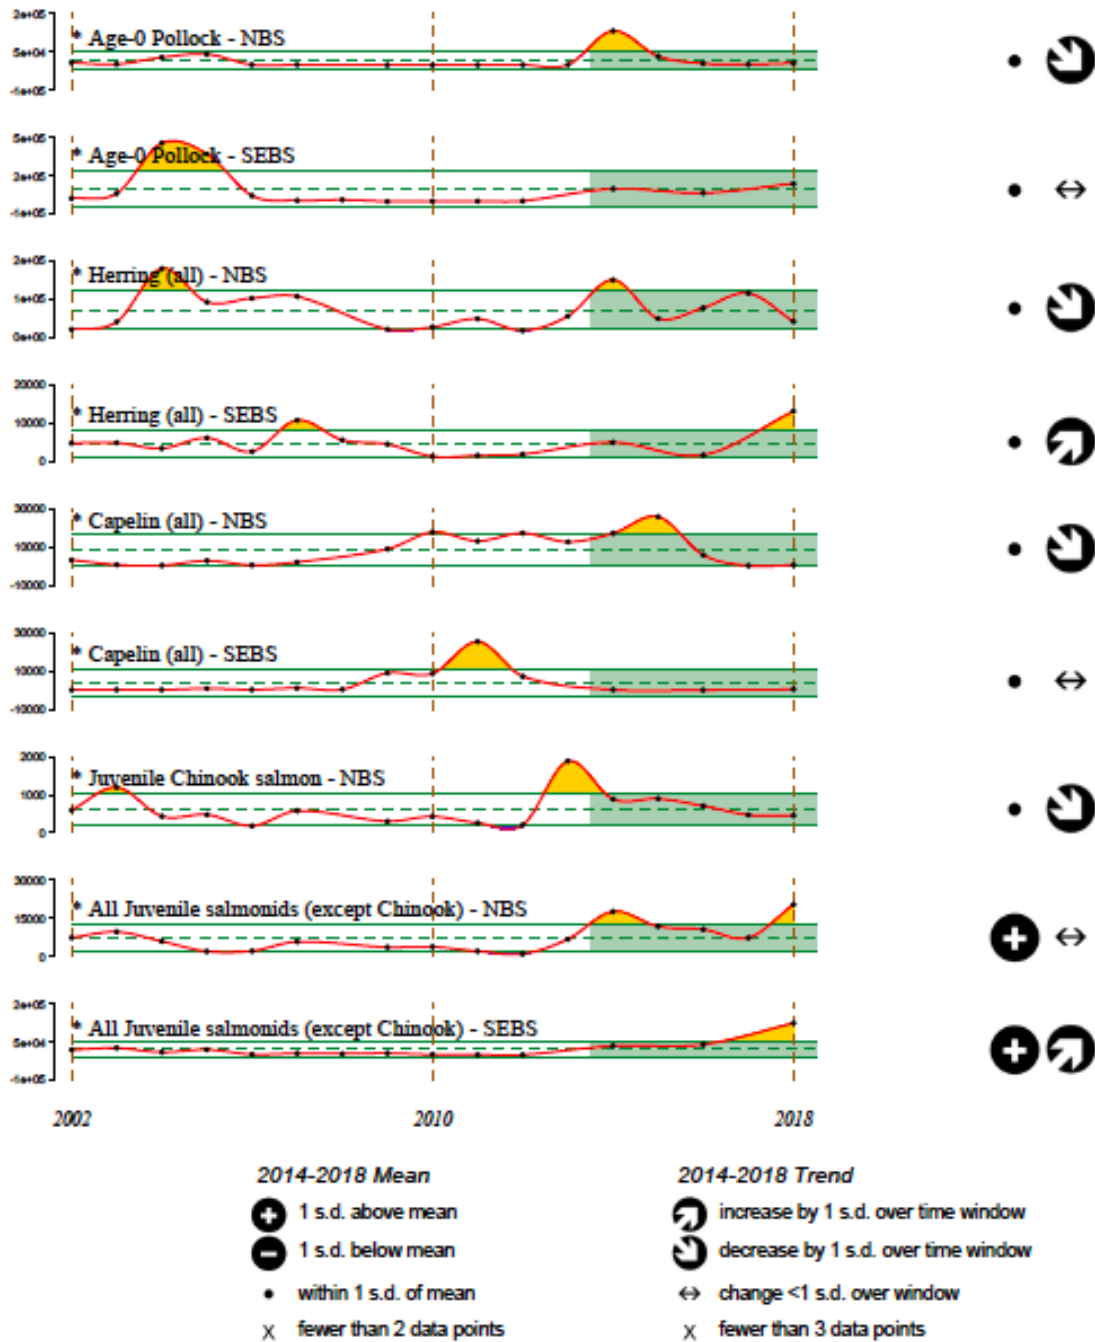 2e+05
* Age-0 Pollock - NBS
5e+04
-1e+05
5e+05
* Age-0 Pollock - SEBS
2e+05
-1e+05
2e+05
* Herring (all) - NBS
1e+05
0e+00
20000
* Herring (all) - SEBS
10000
0
30000
* Capelin (all) - NBS
10000
-10000
30000
* Capelin (all) - SEBS
10000
-10000
2000
* Juvenile Chinook salmon - NBS
1000
0
30000
* All Juvenile salmonids (except Chinook) - NBS
15000
0
2e+05
* All Juvenile salmonids (except Chinook) - SEBS
5e+04
-1e+05
2002 2010 2018
2014-2018 Mean 2014-2018 Trend
1 s.d. above mean increase by 1 s.d. over time window
1 s.d. below mean decrease by 1 s.d. over time window
within 1 s.d. of mean change <1 s.d. over window
x fewer than 2 data points x fewer than 3 data points